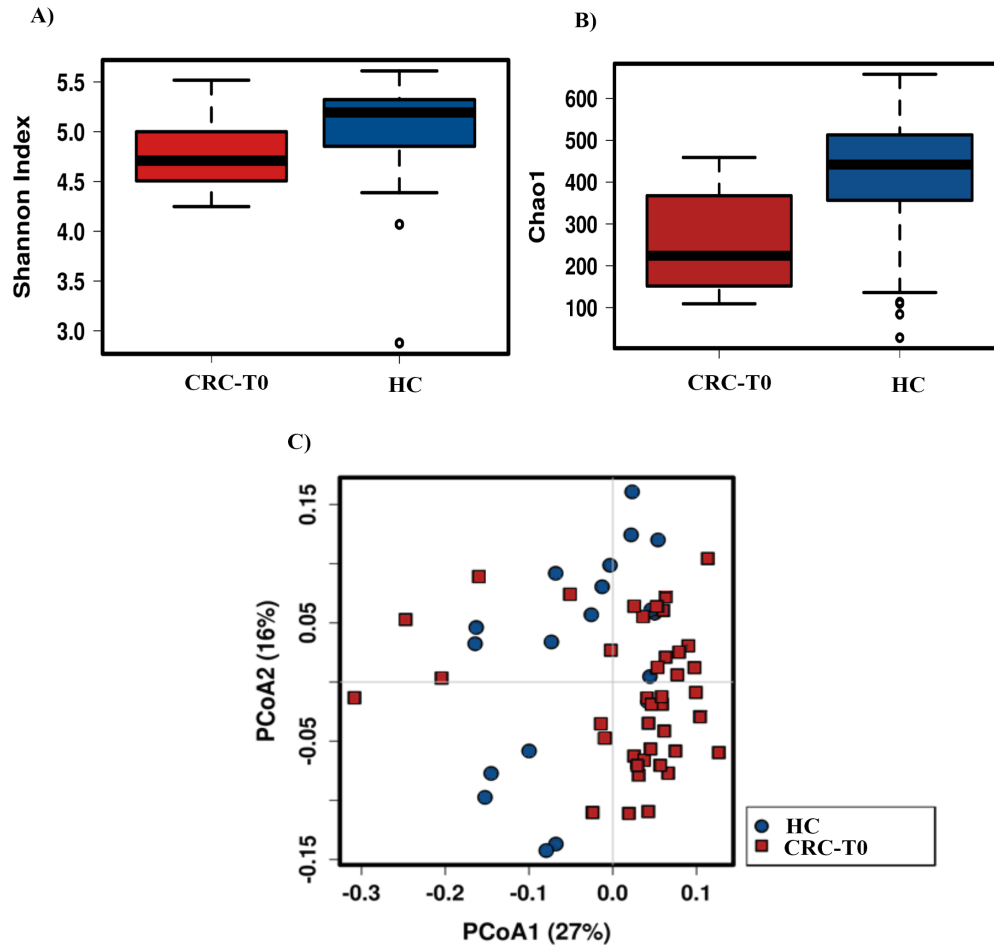 A)
Shannon Index
5.5
5.0
4.5
4.0
3.5
3.0
CRC-T0
HC
B)
Chao1
600
500
400
300
200
100
CRC-T0
HC
C)
PCoA2 (16%)
0.15
0.05
-0.05
-0.15
-0.3
-0.2
-0.1
0.0
0.1
PCoA1 (27%)
HC
CRC-T0